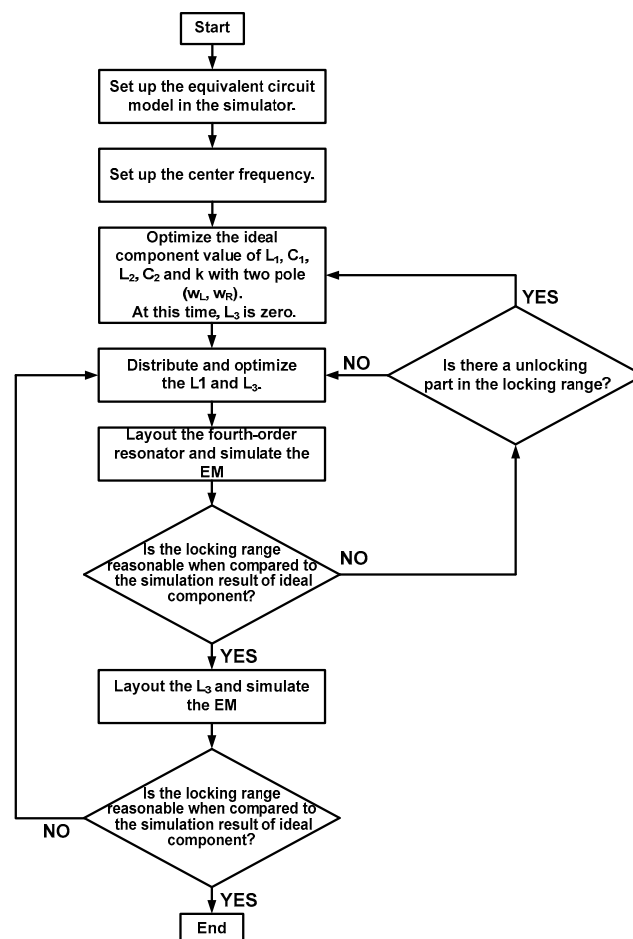 Start
Set up the equivalent circuit
model in the simulator.
Set up the center frequency.
Optimize the ideal
component value of L₁, C₁,
L₂, C₂ and k with two pole
(w_L, w_R).
At this time, L₃ is zero.
YES
Is there a unlocking
part in the locking range?
NO
Distribute and optimize
the L1 and L₃.
Layout the fourth-order
resonator and simulate the
EM
Is the locking range
reasonable when compared to
the simulation result of ideal
component?
NO
YES
Layout the L₃ and simulate
the EM
Is the locking range
reasonable when compared to
the simulation result of ideal
component?
NO
YES
End